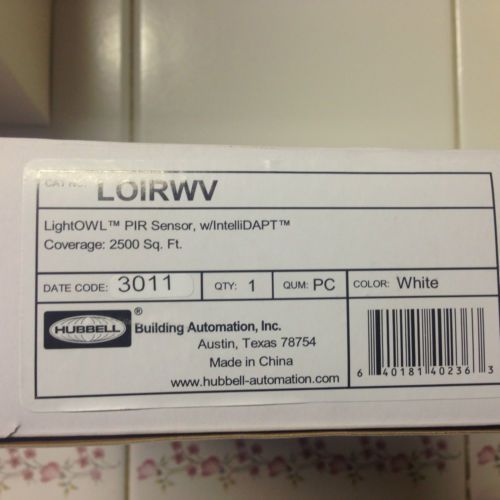 CAT NO: LOIRWV
LightOWL™ PIR Sensor, w/IntelliDAPT™
Coverage: 2500 Sq. Ft.
DATE CODE: 3011 QTY: 1 QUM: PC COLOR: White
HUBBELL ® Building Automation, Inc.
Austin, Texas 78754
Made in China
www.hubbell-automation.com
6 40181 40236 3